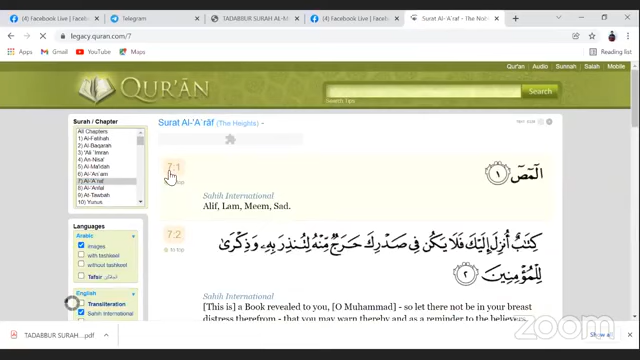 (4) Facebook Live | Facebook
Telegram
TADABBUR SURAH AL-M
(4) Facebook Live | Facebook
Surat Al-'A`raf - The Nob
legacy.quran.com/7
Apps
Gmail
YouTube
Maps
Reading list
Qur'an | Audio | Sunnah | Salah | Mobile
QUR'ĀN
Search
Search Tips
Surah / Chapter
All Chapters
1) Al-Fatihah
2) Al-Baqarah
3) 'Ali `Imran
4) An-Nisa'
5) Al-Ma'idah
6) Al-'An`am
7) Al-'A`raf
8) Al-'Anfal
9) At-Tawbah
10) Yunus
Languages
Arabic
images
with tashkeel
without tashkeel
Tafsir
English
Transliteration
Sahih International
Surat Al-'A`rāf (The Heights) -
7:1
top
الٓمٓصٓ ١
Sahih International
Alif, Lam, Meem, Sad.
7:2
to top
كِتَٰبٌ أُنزِلَ إِلَيْكَ فَلَا يَكُن فِى صَدْرِكَ حَرَجٌ مِّنْهُ لِتُنذِرَ بِهِۦ وَذِكْرَىٰ
لِلْمُؤْمِنِينَ ٢
Sahih International
[This is] a Book revealed to you, [O Muhammad] - so let there not be in your breast
distress therefrom - that you may warn thereby and as a reminder to the believers.
TADABBUR SURAH....pdf
Show all
zoom